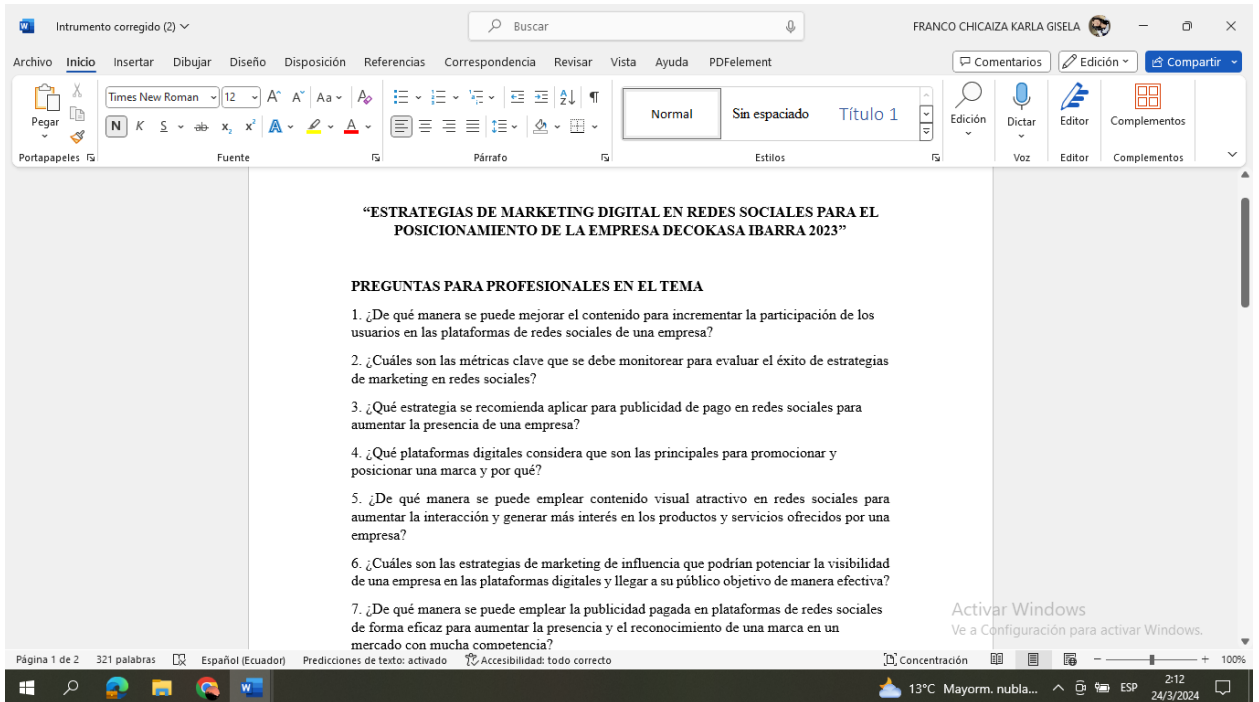 Intrumento corregido (2)
Buscar
FRANCO CHICAIZA KARLA GISELA
Archivo Inicio Insertar Dibujar Diseño Disposición Referencias Correspondencia Revisar Vista Ayuda PDFelement
Comentarios Edición Compartir
Pegar
Times New Roman 12
Normal Sin espaciado Título 1
Edición Dictar Editor Complementos
Portapapeles Fuente Párrafo Estilos Voz Editor Complementos
“ESTRATEGIAS DE MARKETING DIGITAL EN REDES SOCIALES PARA EL
POSICIONAMIENTO DE LA EMPRESA DECOKASA IBARRA 2023”
PREGUNTAS PARA PROFESIONALES EN EL TEMA
1. ¿De qué manera se puede mejorar el contenido para incrementar la participación de los
usuarios en las plataformas de redes sociales de una empresa?
2. ¿Cuáles son las métricas clave que se debe monitorear para evaluar el éxito de estrategias
de marketing en redes sociales?
3. ¿Qué estrategia se recomienda aplicar para publicidad de pago en redes sociales para
aumentar la presencia de una empresa?
4. ¿Qué plataformas digitales considera que son las principales para promocionar y
posicionar una marca y por qué?
5. ¿De qué manera se puede emplear contenido visual atractivo en redes sociales para
aumentar la interacción y generar más interés en los productos y servicios ofrecidos por una
empresa?
6. ¿Cuáles son las estrategias de marketing de influencia que podrían potenciar la visibilidad
de una empresa en las plataformas digitales y llegar a su público objetivo de manera efectiva?
7. ¿De qué manera se puede emplear la publicidad pagada en plataformas de redes sociales
de forma eficaz para aumentar la presencia y el reconocimiento de una marca en un
mercado con mucha competencia?
Activar Windows
Ve a Configuración para activar Windows.
Página 1 de 2 321 palabras Español (Ecuador) Predicciones de texto: activado Accesibilidad: todo correcto Concentración 100%
13°C Mayorm. nubla... ESP 2:12
24/3/2024